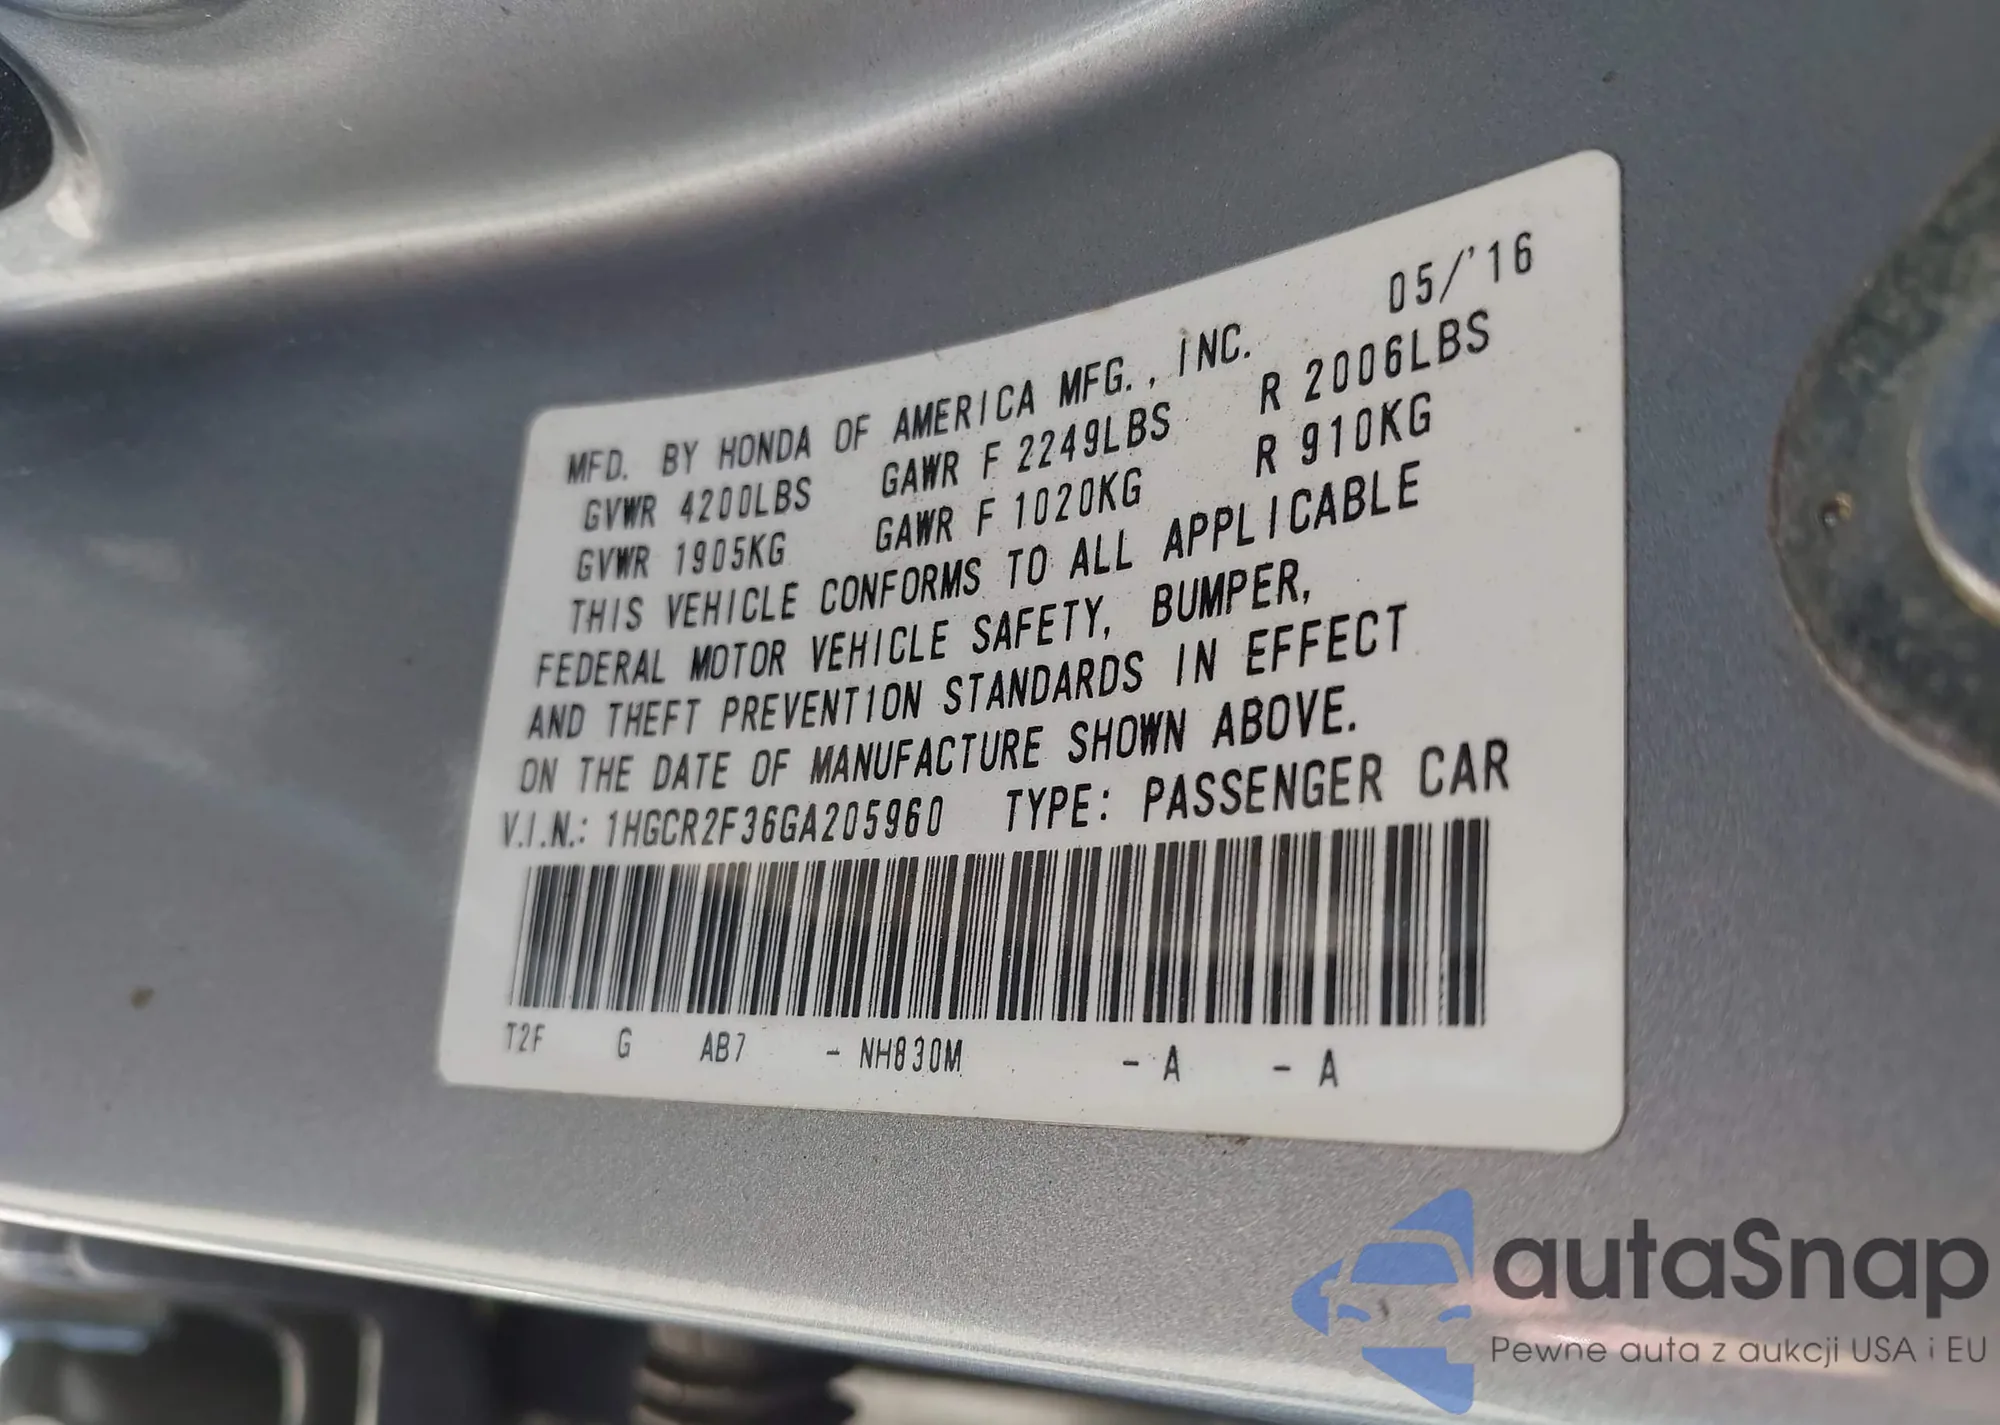 05/'16
MFD. BY HONDA OF AMERICA MFG., INC.
GVWR 4200LBS GAWR F 2249LBS R 2006LBS
GVWR 1905KG GAWR F 1020KG R 910KG
THIS VEHICLE CONFORMS TO ALL APPLICABLE
FEDERAL MOTOR VEHICLE SAFETY, BUMPER,
AND THEFT PREVENTION STANDARDS IN EFFECT
ON THE DATE OF MANUFACTURE SHOWN ABOVE.
V.I.N.: 1HGCR2F36GA205960 TYPE: PASSENGER CAR
T2F G AB7 - NH830M - A - A
autaSnap
Pewne auta z aukcji USA i EU